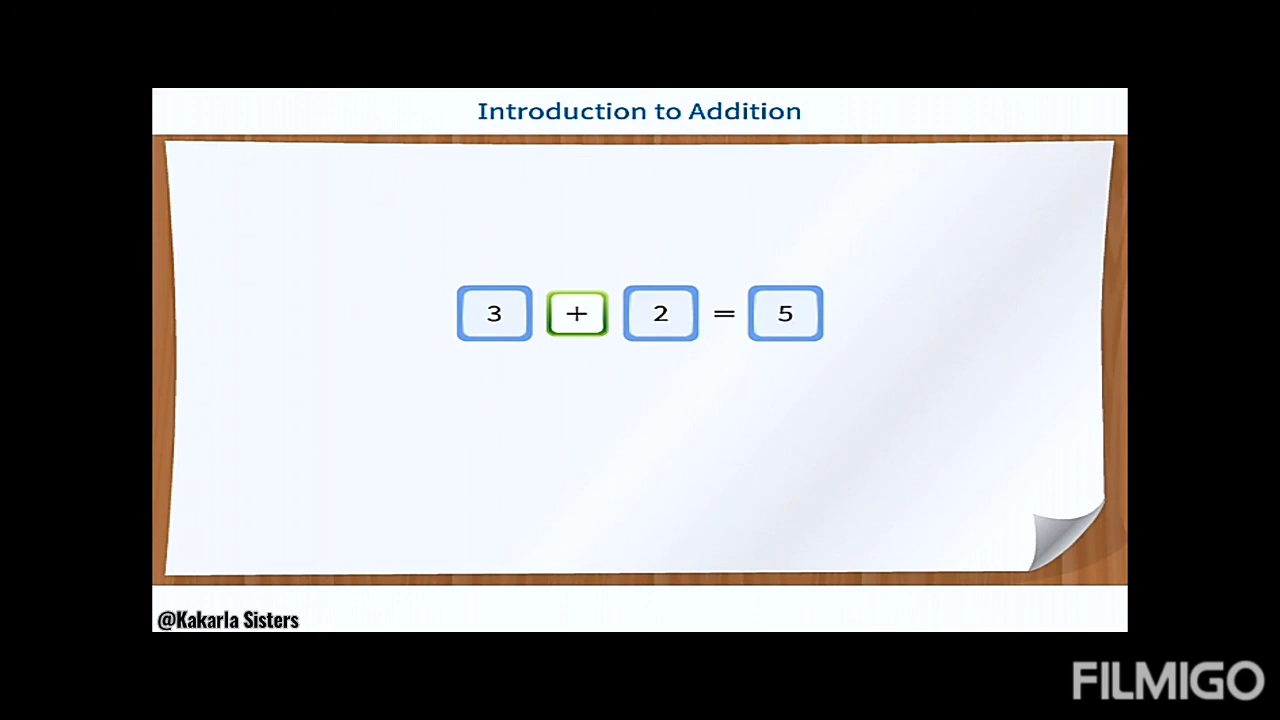 Introduction to Addition
3 + 2 = 5
@Kakarla Sisters
FILMIGO